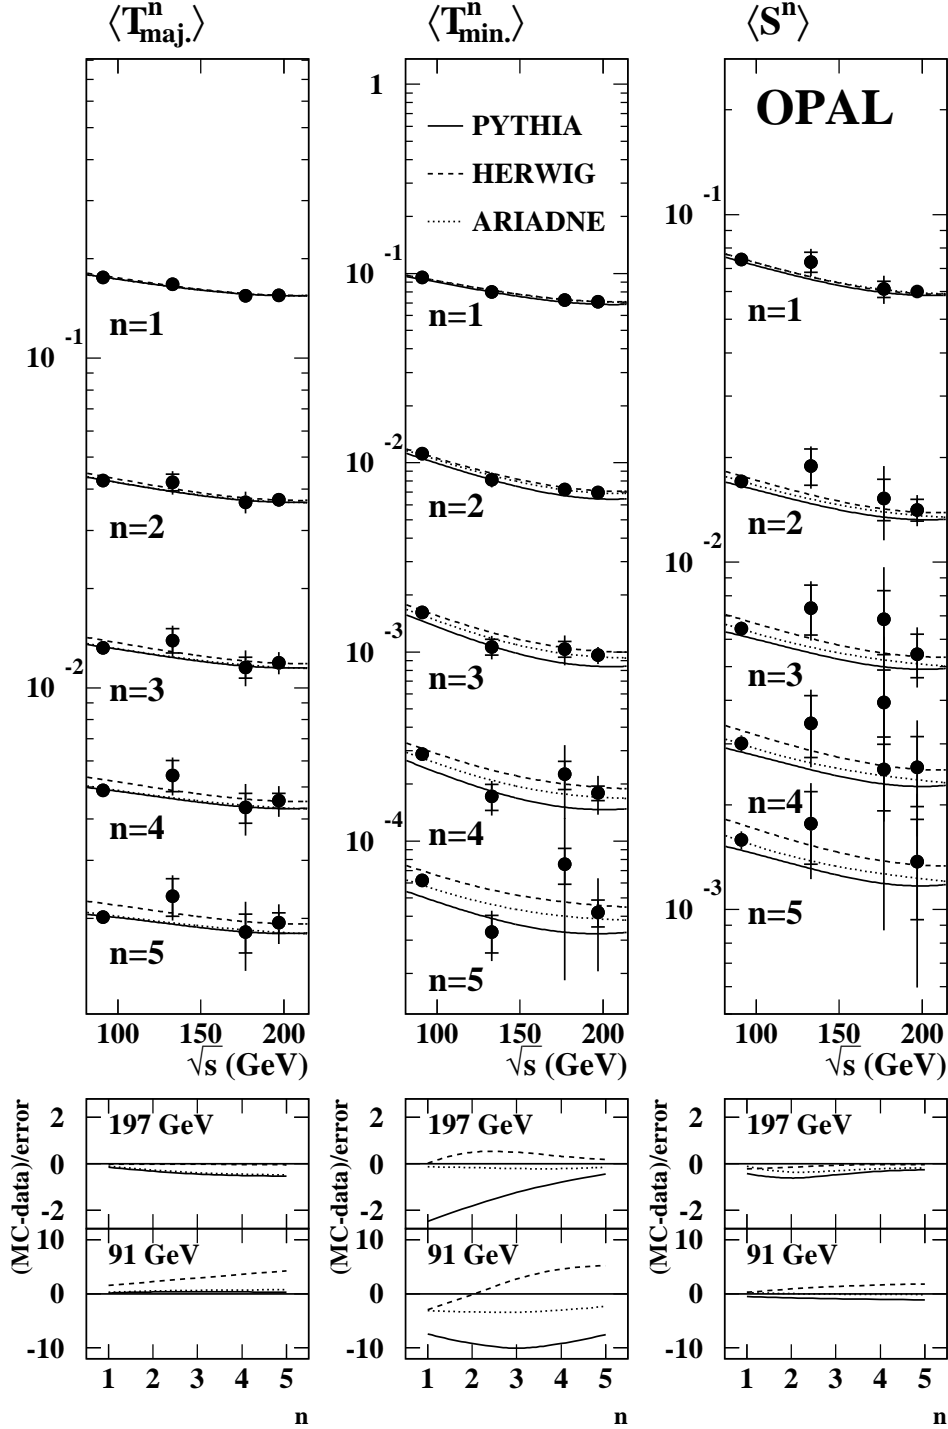 ⟨T^n_maj.⟩
⟨T^n_min.⟩
⟨S^n⟩
OPAL
PYTHIA
HERWIG
ARIADNE
10^-1
10^-2
n=1
n=2
n=3
n=4
n=5
100 150 200
√s (GeV)
1
10^-1
10^-2
10^-3
10^-4
n=1
n=2
n=3
n=4
n=5
100 150 200
√s (GeV)
10^-1
10^-2
10^-3
n=1
n=2
n=3
n=4
n=5
100 150 200
√s (GeV)
(MC-data)/error
2
0
-2
197 GeV
10
0
-10
91 GeV
1 2 3 4 5
n
(MC-data)/error
2
0
-2
197 GeV
10
0
-10
91 GeV
1 2 3 4 5
n
(MC-data)/error
2
0
-2
197 GeV
10
0
-10
91 GeV
1 2 3 4 5
n